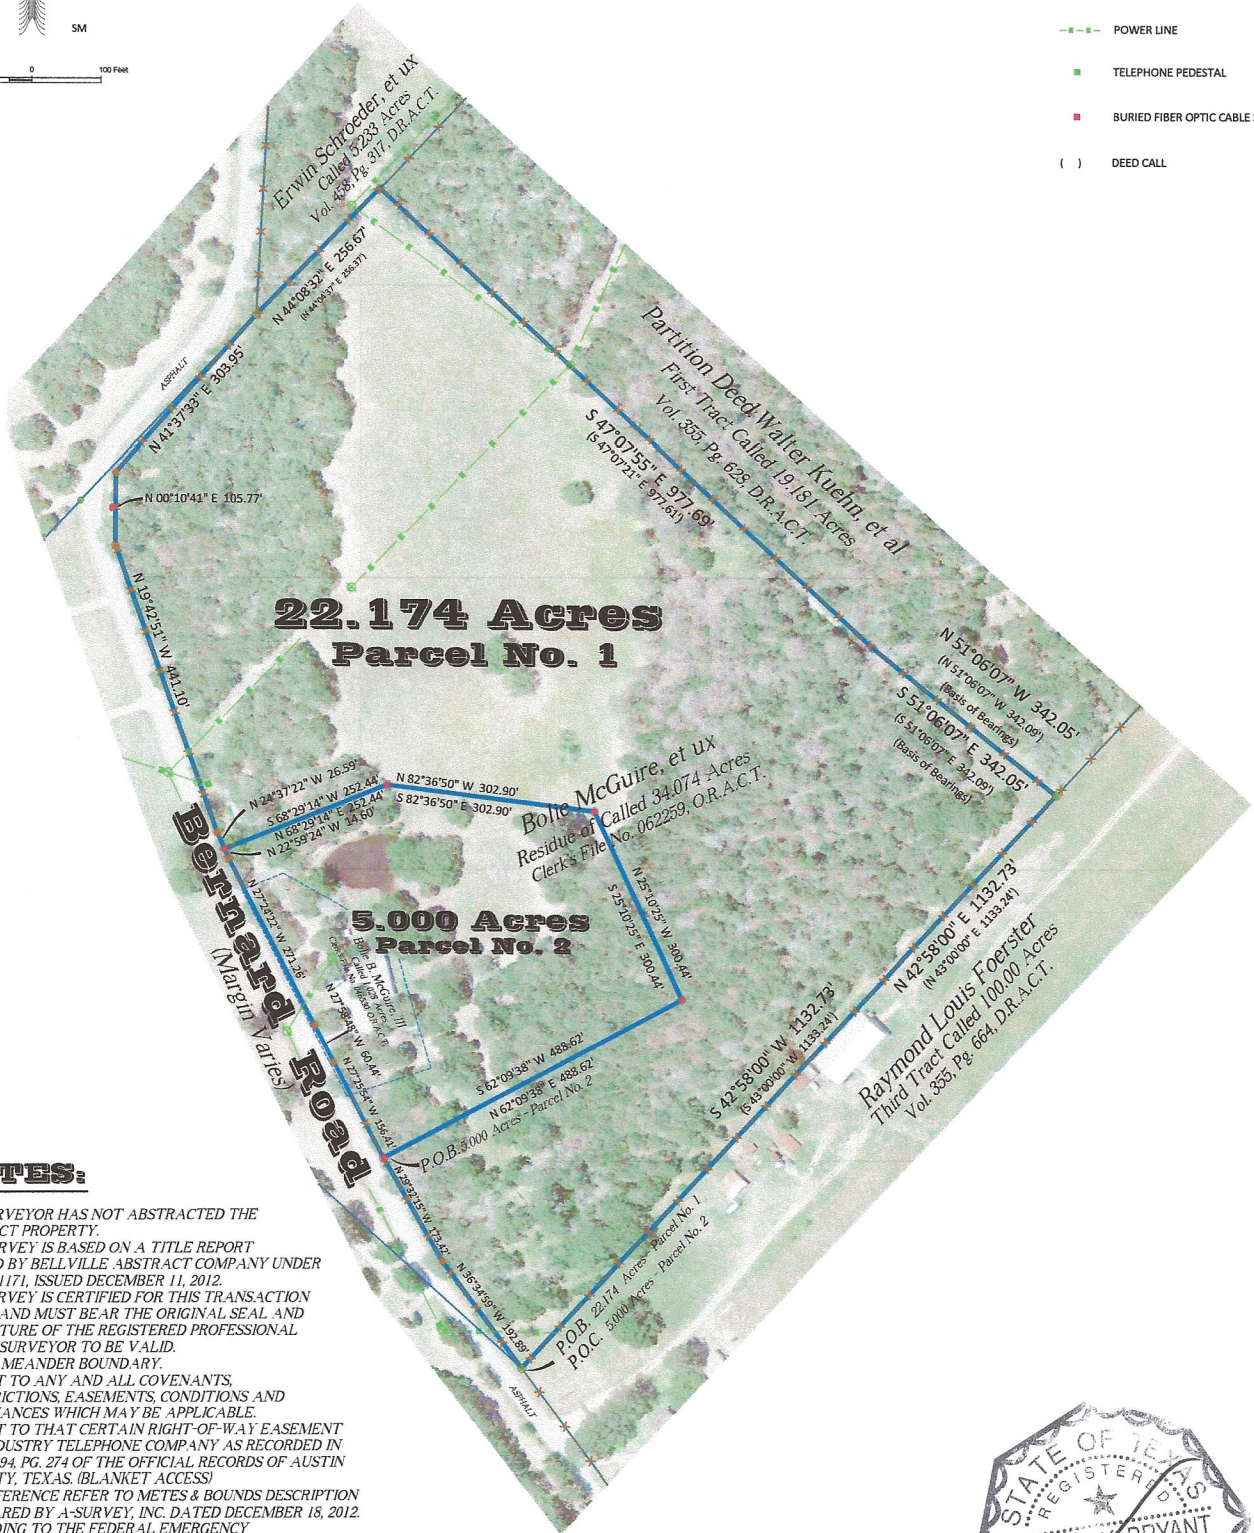 SM
0 100 Feet
POWER LINE
TELEPHONE PEDESTAL
BURIED FIBER OPTIC CABLE
( ) DEED CALL
Erwin Schroeder, et ux
Called 5.233 Acres
Vol. 458, Pg. 317, D.R.A.C.T.
N 44°08'32" E 256.67'
(N 44°04'37" E 256.37')
ASPHALT
N 41°37'33" E 303.95'
N 00°10'41" E 105.77'
N 19°42'51" W 441.10'
Partition Deed Walter Kuehn, et al
First Tract Called 19.181 Acres
Vol. 355, Pg. 628, D.R.A.C.T.
S 47°07'55" E 977.69'
(S 47°07'21" E 977.61')
22.174 Acres
Parcel No. 1
N 51°06'07" W 342.05'
(N 51°06'07" W 342.09')
(Basis of Bearings)
S 51°06'07" E 342.05'
(S 51°06'07" E 342.09')
(Basis of Bearings)
N 24°37'22" W 26.59'
S 68°29'14" W 252.44'
N 68°29'14" E 252.44'
N 22°59'24" W 14.60'
N 82°36'50" W 302.90'
S 82°36'50" E 302.90'
Bolie McGuire, et ux
Residue of Called 34.074 Acres
Clerk's File No. 062259, O.R.A.C.T.
5.000 Acres
Parcel No. 2
Bolie B. McGuire, III
Called 1.028 Acres
N 25°10'25" W 300.44'
S 25°10'25" E 300.44'
N 27°24'22" W 271.26'
N 27°58'48" W 60.44'
N 27°25'54" W 156.41'
Bernard Road
(Margin Varies)
S 62°09'38" W 488.62'
N 62°09'38" E 488.62'
P.O.B. 5.000 Acres - Parcel No. 2
N 42°58'00" E 1132.73'
(N 43°00'00" E 1133.24')
S 42°58'00" W 1132.73'
(S 43°00'00" W 1133.24')
Raymond Louis Foerster
Third Tract Called 100.00 Acres
Vol. 355, Pg. 664, D.R.A.C.T.
N 29°32'15" W 173.42'
N 36°34'59" W 192.89'
P.O.B. 22.174 Acres - Parcel No. 1
P.O.C. 5.000 Acres - Parcel No. 2
ASPHALT
TES:
RVEYOR HAS NOT ABSTRACTED THE
CT PROPERTY.
RVEY IS BASED ON A TITLE REPORT
D BY BELLVILLE ABSTRACT COMPANY UNDER
1171, ISSUED DECEMBER 11, 2012.
RVEY IS CERTIFIED FOR THIS TRANSACTION
AND MUST BEAR THE ORIGINAL SEAL AND
TURE OF THE REGISTERED PROFESSIONAL
SURVEYOR TO BE VALID.
MEANDER BOUNDARY.
T TO ANY AND ALL COVENANTS,
ICTIONS, EASEMENTS, CONDITIONS AND
ANCES WHICH MAY BE APPLICABLE.
T TO THAT CERTAIN RIGHT-OF-WAY EASEMENT
DUSTRY TELEPHONE COMPANY AS RECORDED IN
94, PG. 274 OF THE OFFICIAL RECORDS OF AUSTIN
TY, TEXAS. (BLANKET ACCESS)
FERENCE REFER TO METES & BOUNDS DESCRIPTION
ARED BY A-SURVEY, INC. DATED DECEMBER 18, 2012.
DING TO THE FEDERAL EMERGENCY
STATE OF TEXAS
REGISTERED
BRYANT